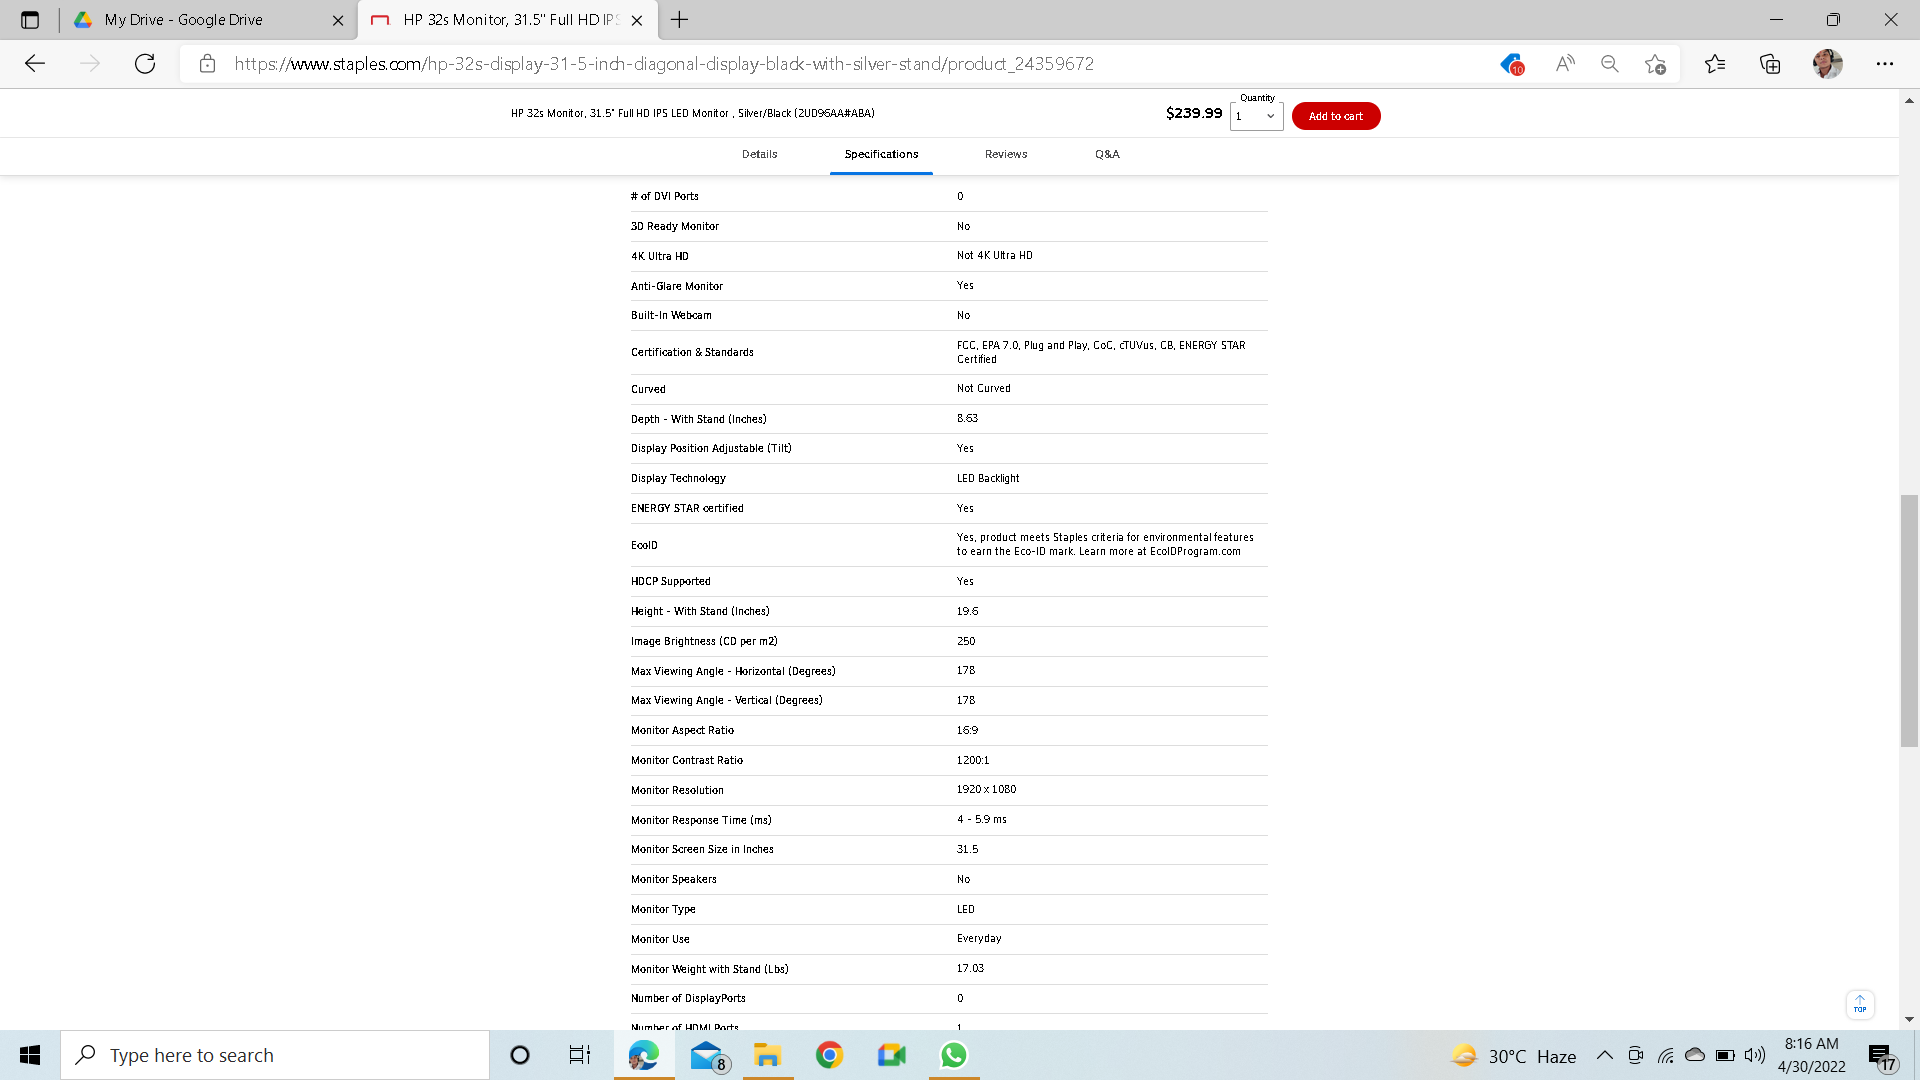 My Drive - Google Drive
HP 32s Monitor, 31.5" Full HD IPS
https://www.staples.com/hp-32s-display-31-5-inch-diagonal-display-black-with-silver-stand/product_24359672
10
HP 32s Monitor, 31.5" Full HD IPS LED Monitor , Silver/Black (2UD96AA#ABA)
$239.99
Quantity
1
Add to cart
Details
Specifications
Reviews
Q&A
# of DVI Ports 0
3D Ready Monitor No
4K Ultra HD Not 4K Ultra HD
Anti-Glare Monitor Yes
Built-In Webcam No
Certification & Standards FCC, EPA 7.0, Plug and Play, CoC, cTUVus, CB, ENERGY STAR
Certified
Curved Not Curved
Depth - With Stand (Inches) 8.63
Display Position Adjustable (Tilt) Yes
Display Technology LED Backlight
ENERGY STAR certified Yes
EcoID Yes, product meets Staples criteria for environmental features
to earn the Eco-ID mark. Learn more at EcoIDProgram.com
HDCP Supported Yes
Height - With Stand (Inches) 19.6
Image Brightness (CD per m2) 250
Max Viewing Angle - Horizontal (Degrees) 178
Max Viewing Angle - Vertical (Degrees) 178
Monitor Aspect Ratio 16:9
Monitor Contrast Ratio 1200:1
Monitor Resolution 1920 x 1080
Monitor Response Time (ms) 4 - 5.9 ms
Monitor Screen Size in Inches 31.5
Monitor Speakers No
Monitor Type LED
Monitor Use Everyday
Monitor Weight with Stand (Lbs) 17.03
Number of DisplayPorts 0
Number of HDMI Ports 1
TOP
Type here to search
8
30°C Haze
8:16 AM
4/30/2022
17